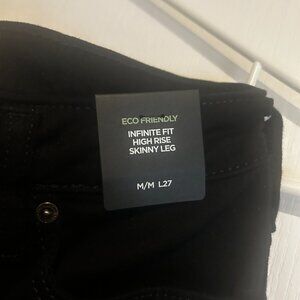 ECO FRIENDLY
INFINITE FIT
HIGH RISE
SKINNY LEG
M/M L27